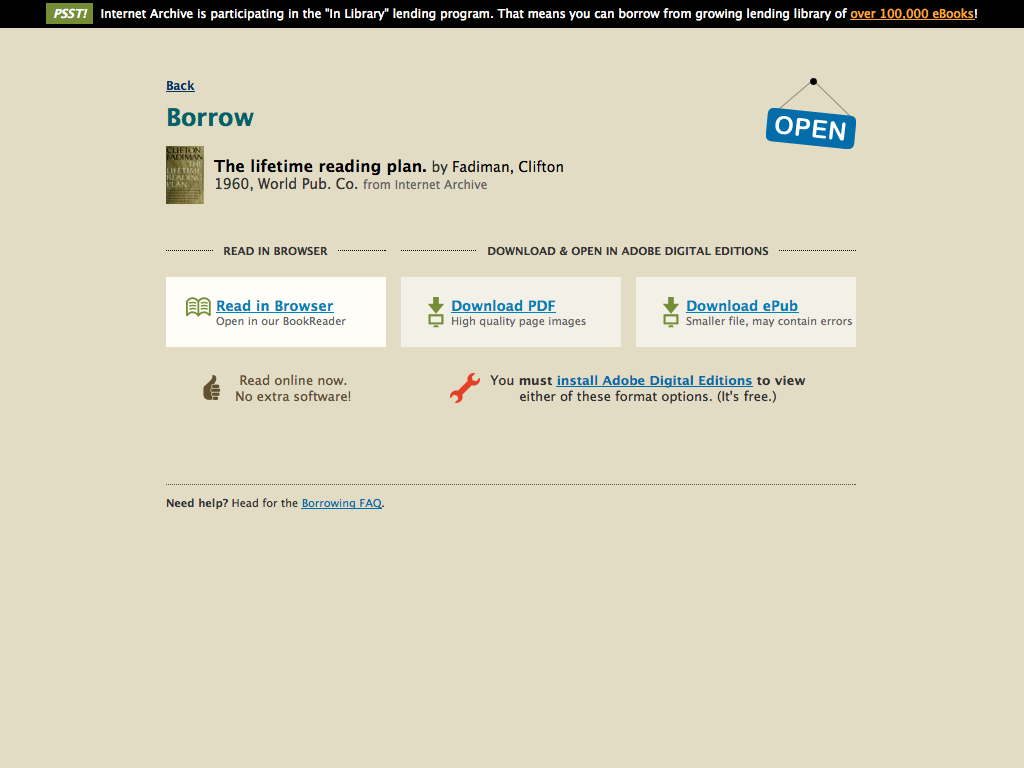 PSST! Internet Archive is participating in the "In Library" lending program. That means you can borrow from growing lending library of over 100,000 eBooks!
Back
Borrow
OPEN
CLIFTON
FADIMAN
THE
LIFETIME
READING
PLAN
The lifetime reading plan. by Fadiman, Clifton
1960, World Pub. Co. from Internet Archive
READ IN BROWSER
DOWNLOAD & OPEN IN ADOBE DIGITAL EDITIONS
Read in Browser
Open in our BookReader
Download PDF
High quality page images
Download ePub
Smaller file, may contain errors
Read online now.
No extra software!
You must install Adobe Digital Editions to view
either of these format options. (It's free.)
Need help? Head for the Borrowing FAQ.